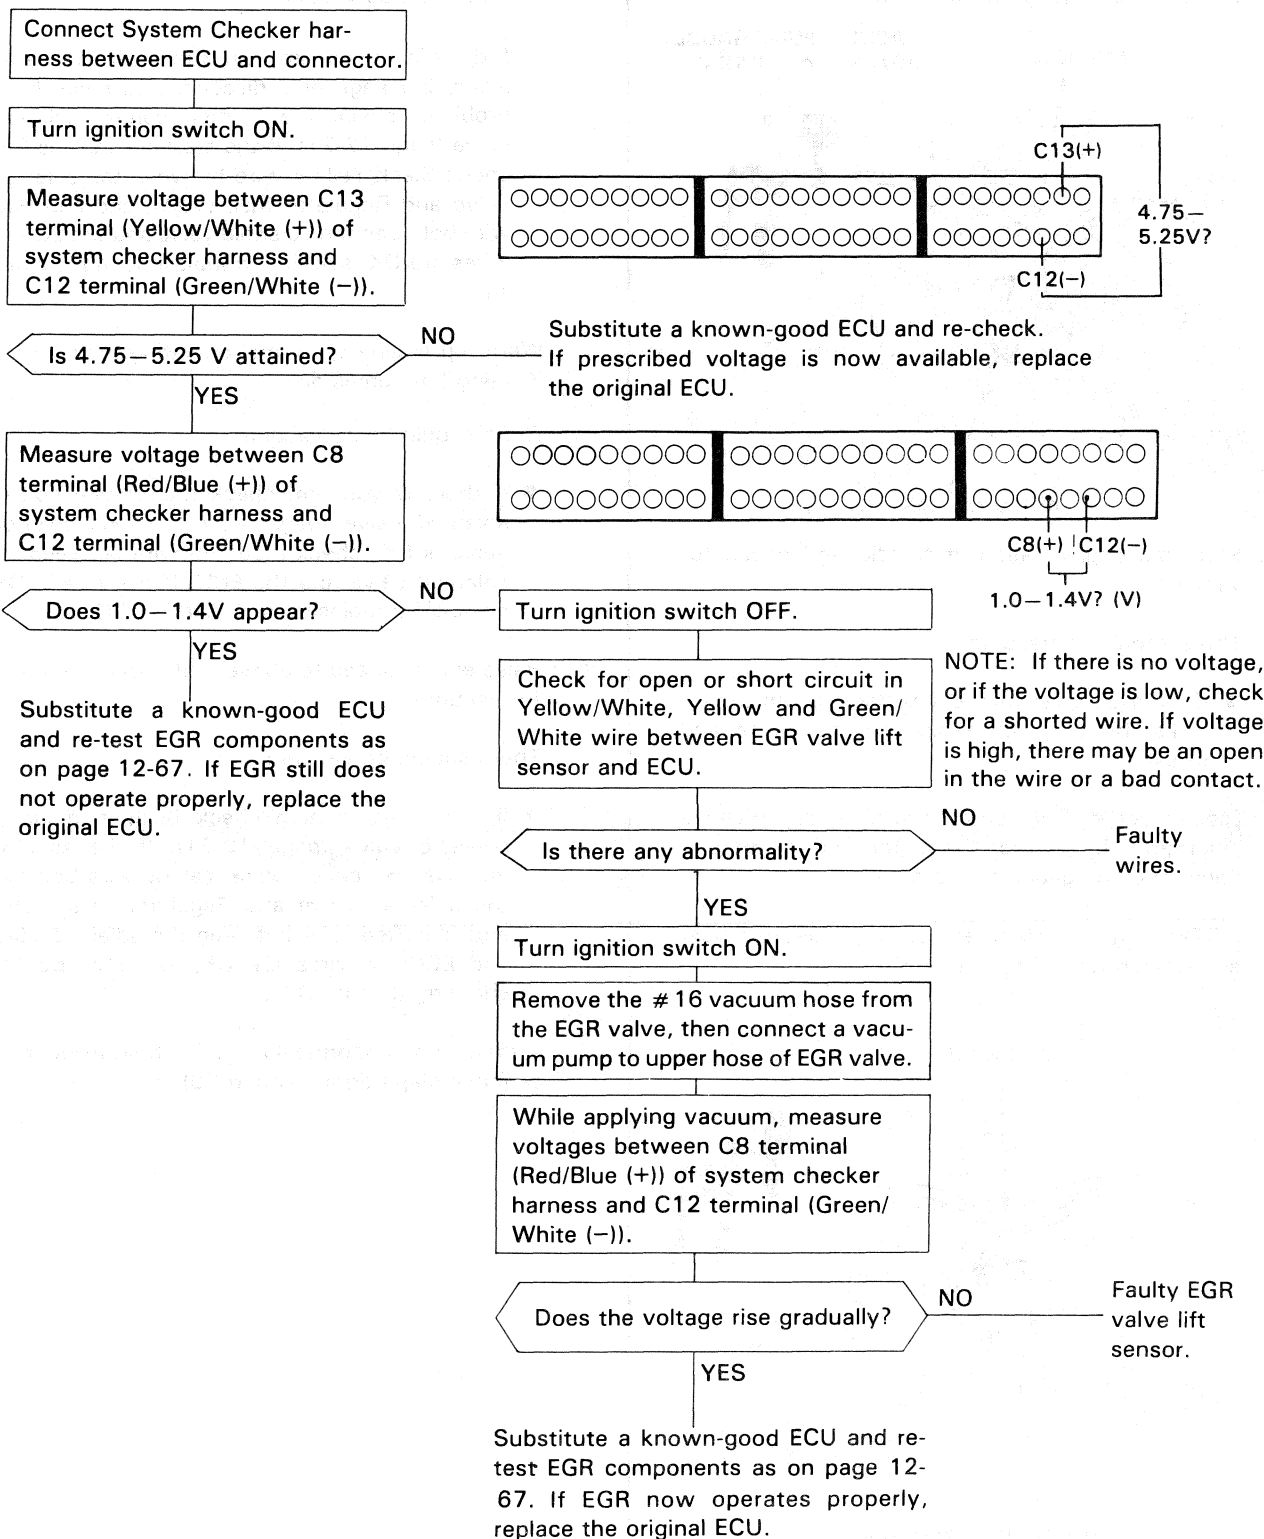 Connect System Checker har-
ness between ECU and connector.
Turn ignition switch ON.
Measure voltage between C13
terminal (Yellow/White (+)) of
system checker harness and
C12 terminal (Green/White (−)).
C13(+)
4.75—
5.25V?
C12(−)
Is 4.75—5.25 V attained?
NO
Substitute a known-good ECU and re-check.
If prescribed voltage is now available, replace
the original ECU.
YES
Measure voltage between C8
terminal (Red/Blue (+)) of
system checker harness and
C12 terminal (Green/White (−)).
C8(+) C12(−)
1.0—1.4V? (V)
Does 1.0—1.4V appear?
NO
YES
Substitute a known-good ECU
and re-test EGR components as
on page 12-67. If EGR still does
not operate properly, replace the
original ECU.
Turn ignition switch OFF.
Check for open or short circuit in
Yellow/White, Yellow and Green/
White wire between EGR valve lift
sensor and ECU.
NOTE: If there is no voltage,
or if the voltage is low, check
for a shorted wire. If voltage
is high, there may be an open
in the wire or a bad contact.
Is there any abnormality?
NO
Faulty
wires.
YES
Turn ignition switch ON.
Remove the #16 vacuum hose from
the EGR valve, then connect a vacu-
um pump to upper hose of EGR valve.
While applying vacuum, measure
voltages between C8 terminal
(Red/Blue (+)) of system checker
harness and C12 terminal (Green/
White (−)).
Does the voltage rise gradually?
NO
Faulty EGR
valve lift
sensor.
YES
Substitute a known-good ECU and re-
test EGR components as on page 12-
67. If EGR now operates properly,
replace the original ECU.